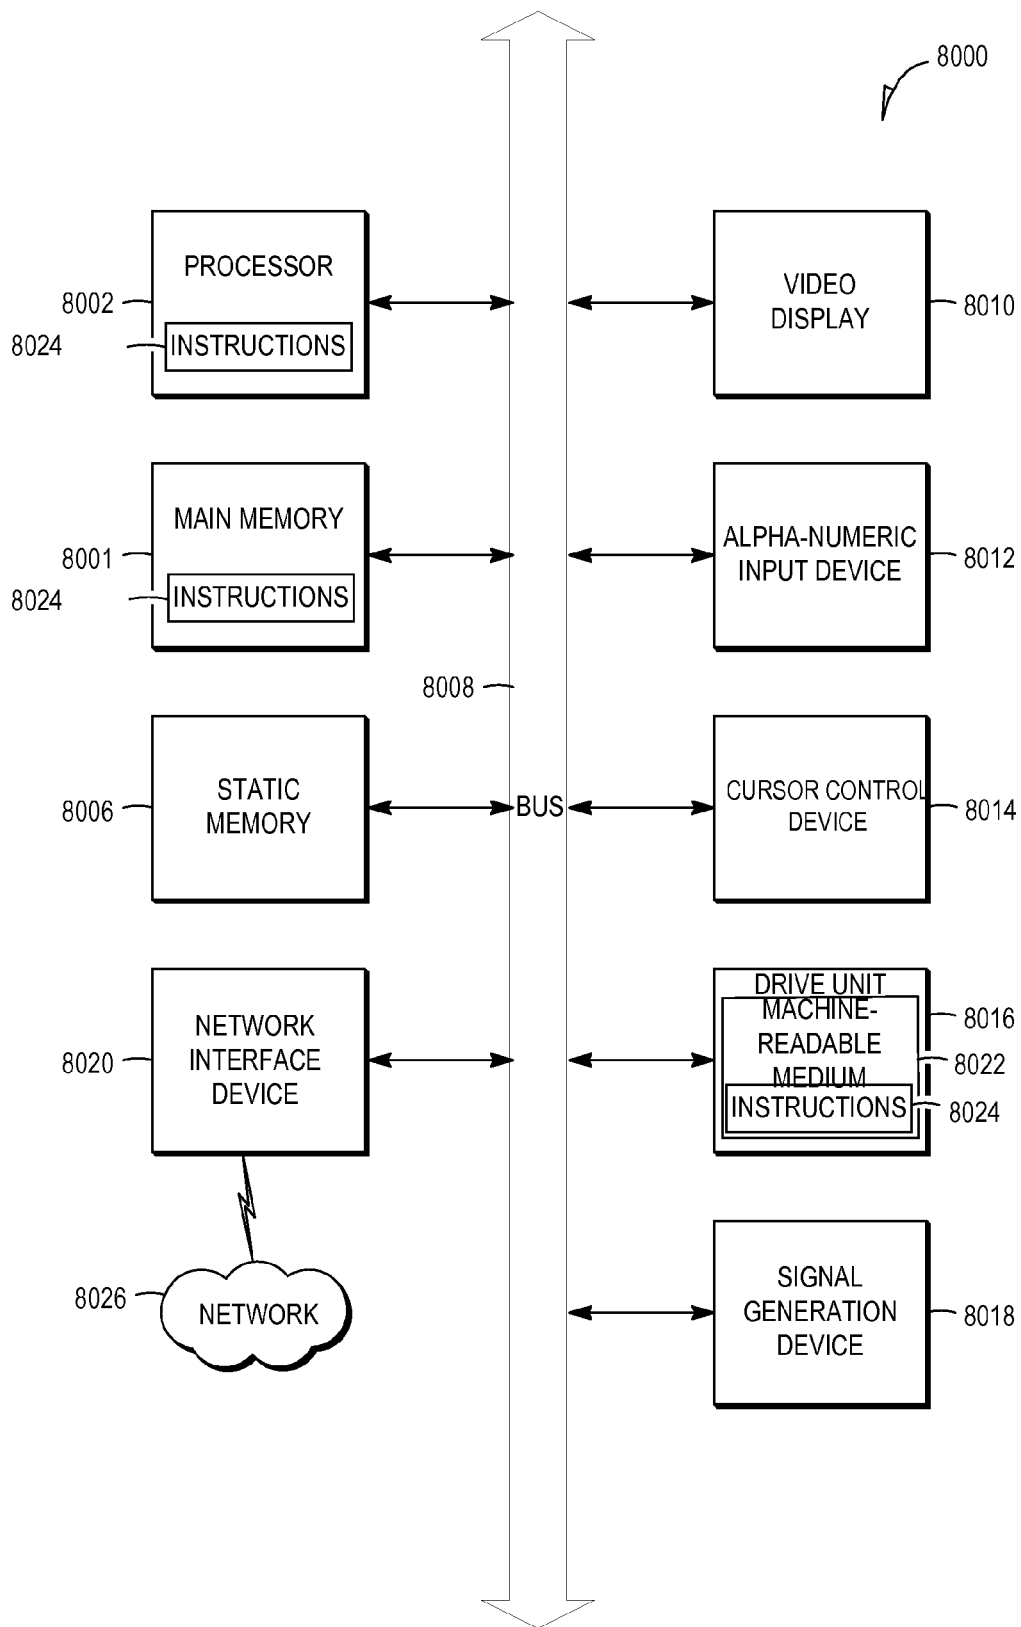 8000
PROCESSOR
8002
8024
INSTRUCTIONS
VIDEO
DISPLAY
8010
MAIN MEMORY
8001
8024
INSTRUCTIONS
ALPHA-NUMERIC
INPUT DEVICE
8012
8008
STATIC
MEMORY
8006
BUS
CURSOR CONTROL
DEVICE
8014
NETWORK
INTERFACE
DEVICE
8020
DRIVE UNIT
MACHINE-
READABLE
MEDIUM
INSTRUCTIONS
8016
8022
8024
8026
NETWORK
SIGNAL
GENERATION
DEVICE
8018